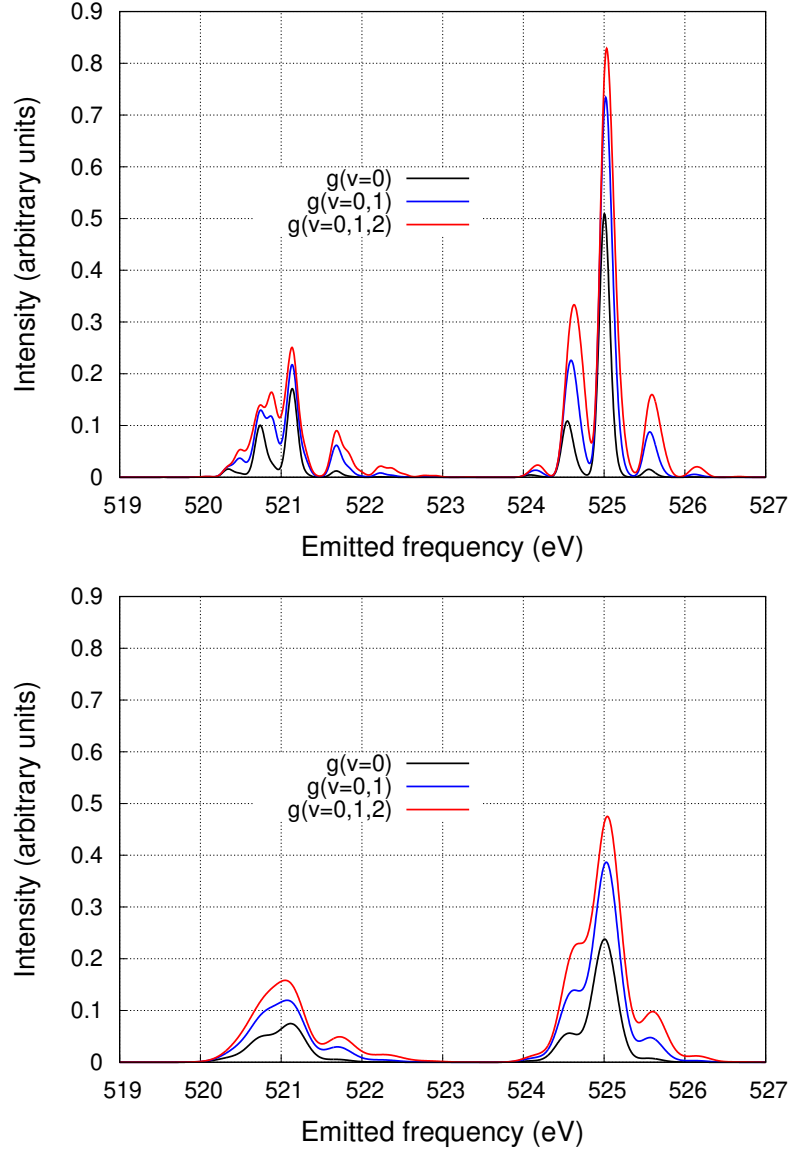 0.9
0.8
0.7
0.6
0.5
0.4
0.3
0.2
0.1
0
Intensity (arbitrary units)
g(v=0)
g(v=0,1)
g(v=0,1,2)
519 520 521 522 523 524 525 526 527
Emitted frequency (eV)
0.9
0.8
0.7
0.6
0.5
0.4
0.3
0.2
0.1
0
Intensity (arbitrary units)
g(v=0)
g(v=0,1)
g(v=0,1,2)
519 520 521 522 523 524 525 526 527
Emitted frequency (eV)